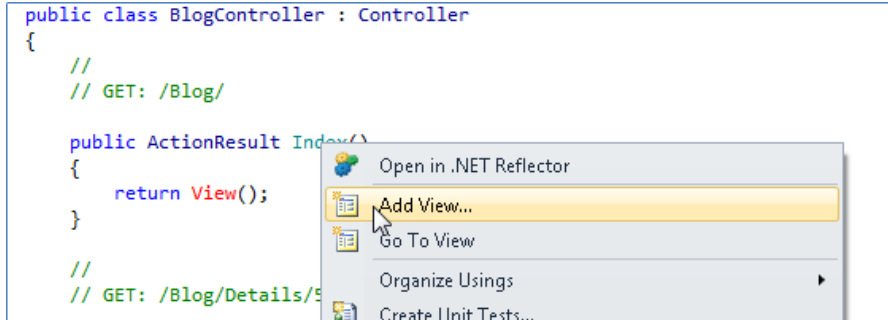 public class BlogController : Controller
{
//
// GET: /Blog/
public ActionResult Index()
{
return View();
}
//
// GET: /Blog/Details/5
Open in .NET Reflector
Add View...
Go To View
Organize Usings
Create Unit Tests...